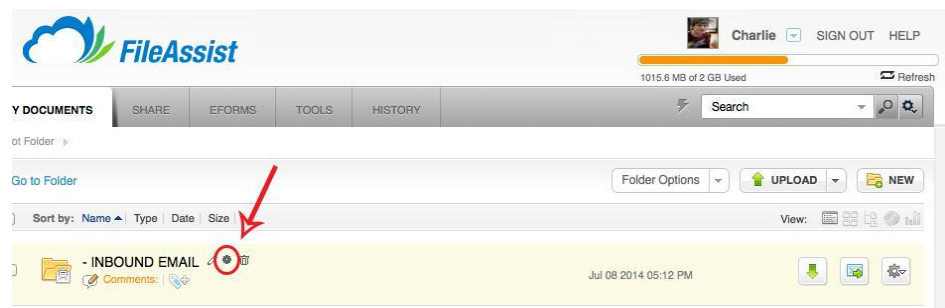 FileAssist
Charlie SIGN OUT HELP
1015.6 MB of 2 GB Used Refresh
Y DOCUMENTS SHARE EFORMS TOOLS HISTORY Search
ot Folder
Go to Folder Folder Options UPLOAD NEW
Sort by: Name Type Date Size View:
- INBOUND EMAIL
Comments: Jul 08 2014 05:12 PM